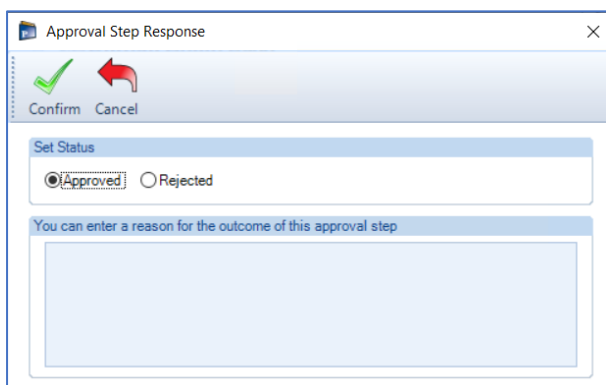 Approval Step Response
Confirm Cancel
Set Status
Approved Rejected
You can enter a reason for the outcome of this approval step